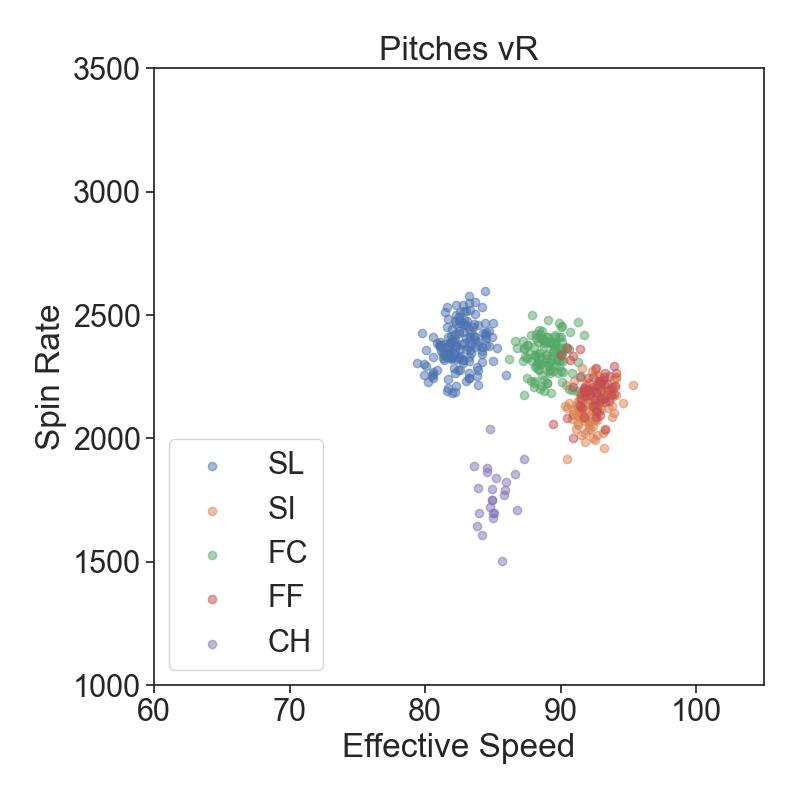 Pitches vR
3500
3000
2500
2000
1500
1000
Spin Rate
SL
SI
FC
FF
CH
60 70 80 90 100
Effective Speed